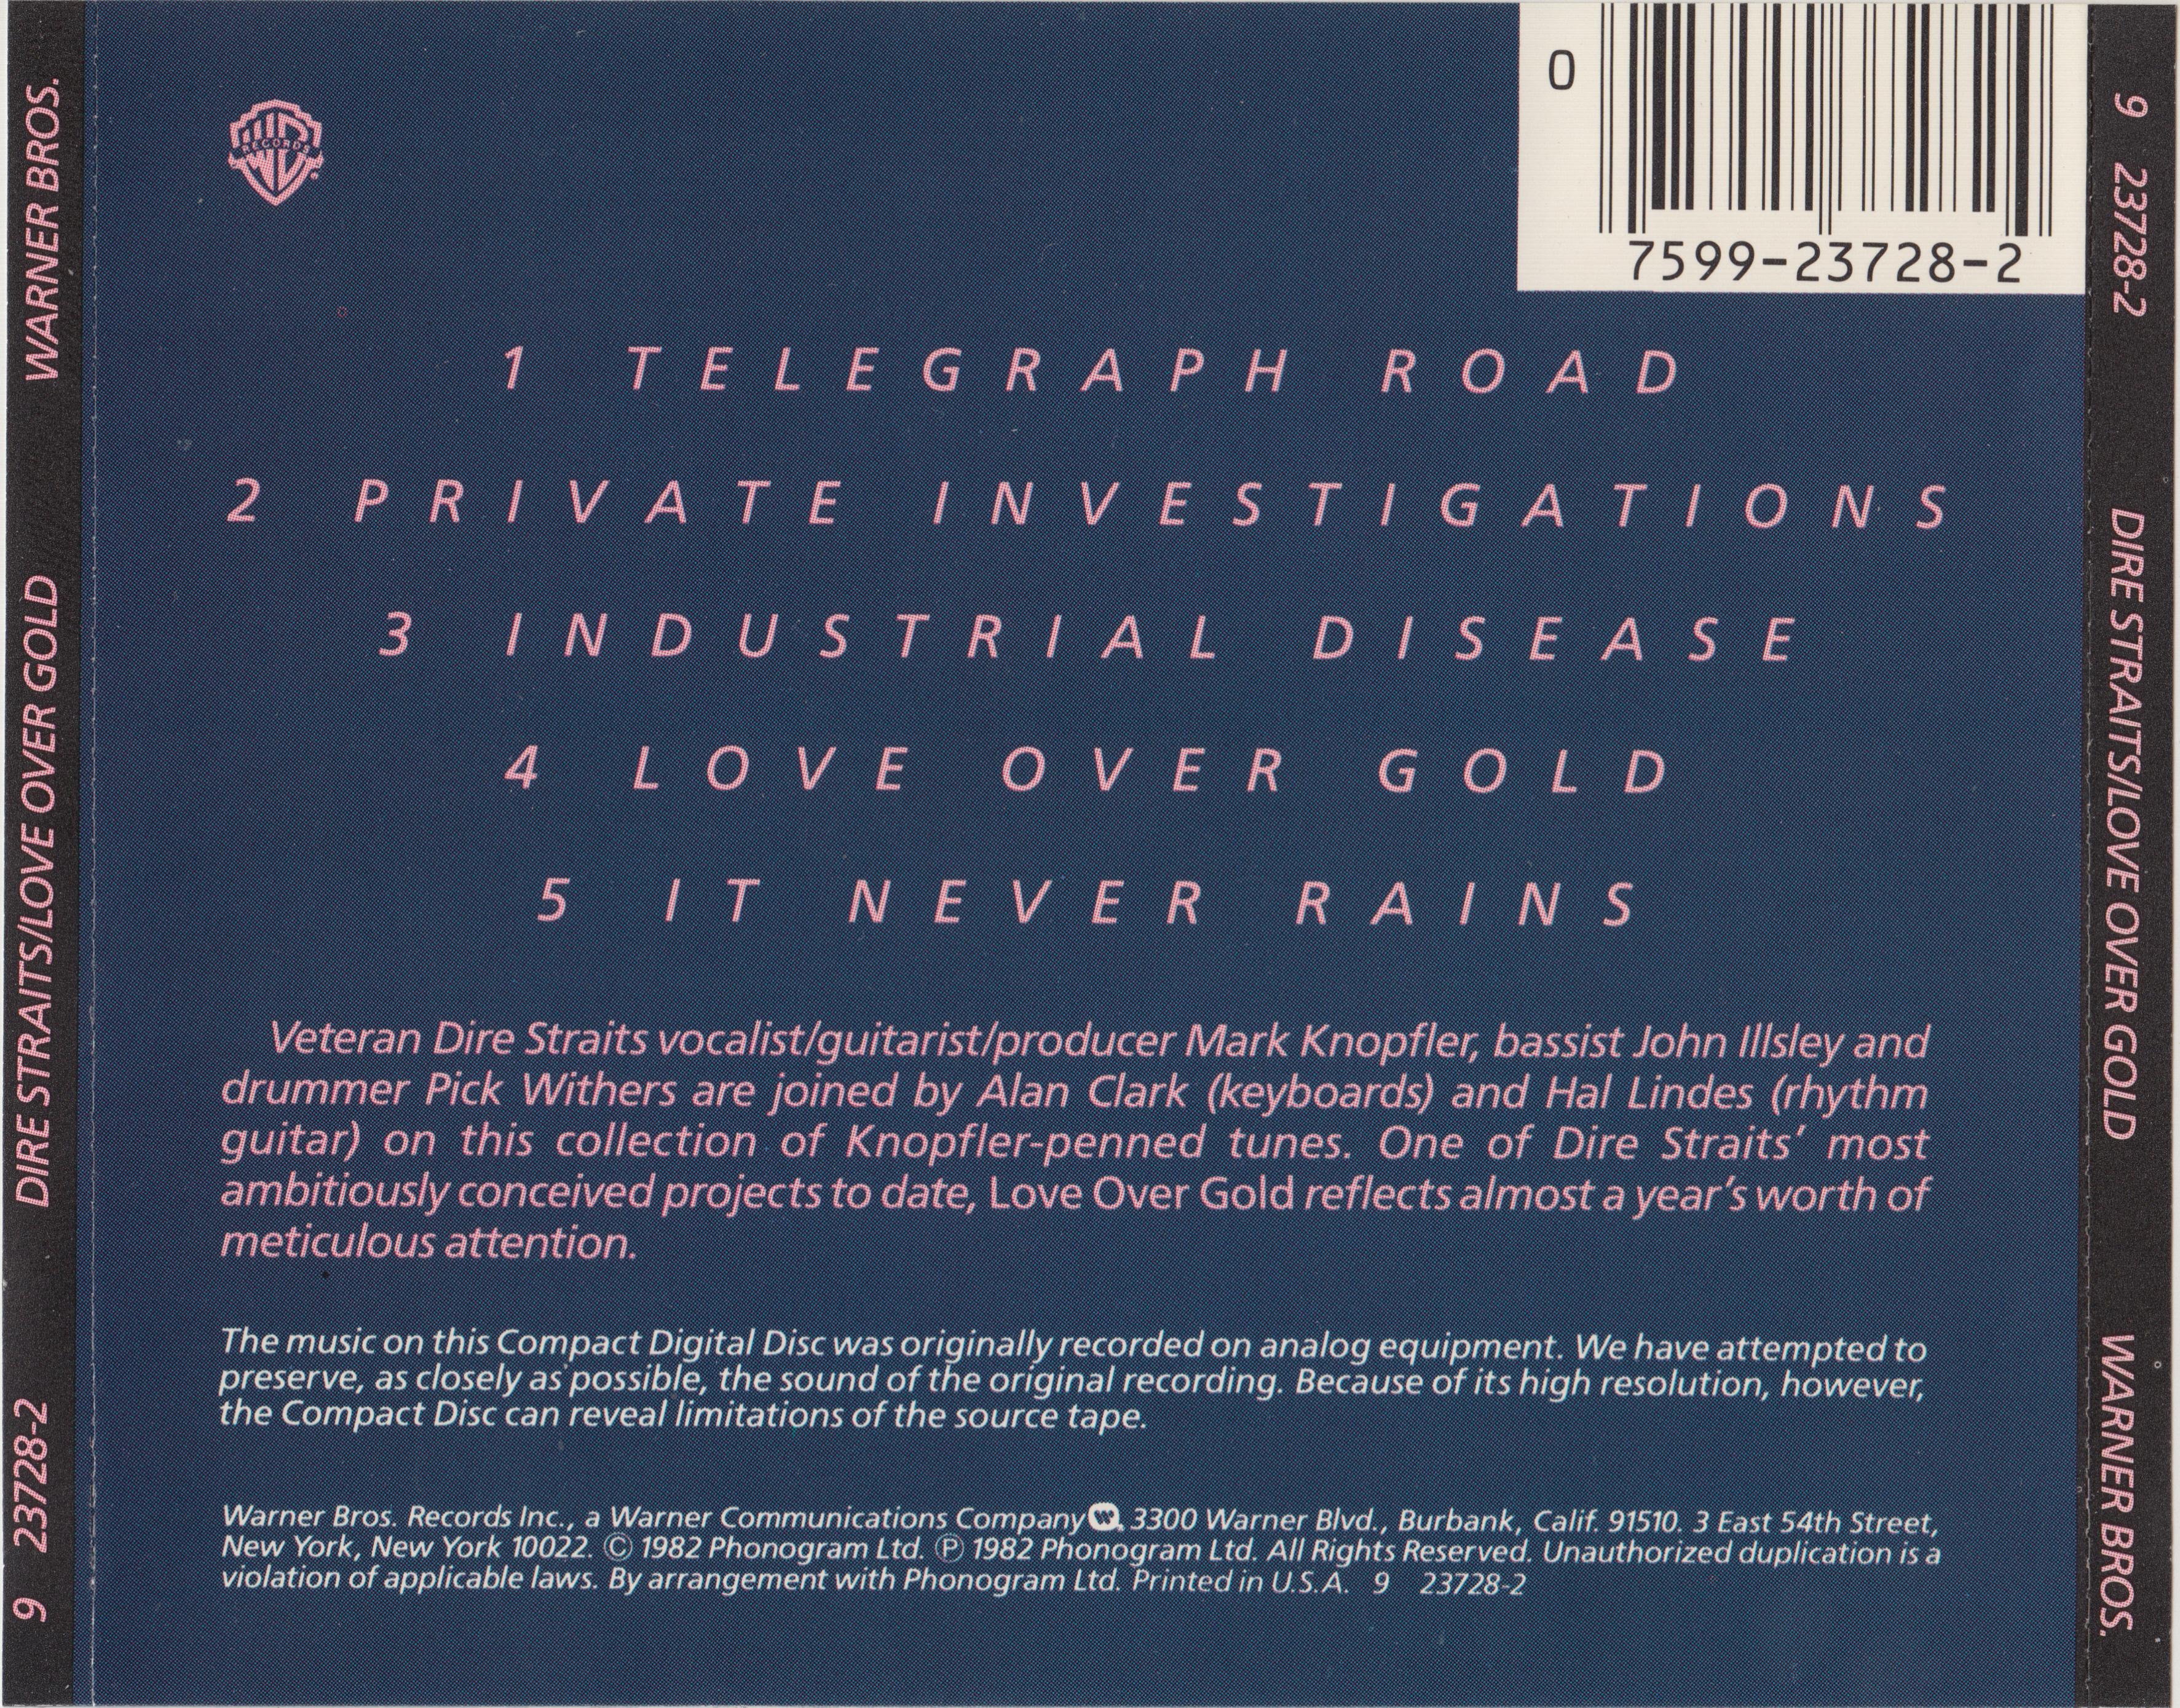 WARNER BROS.
DIRE STRAITS/LOVE OVER GOLD
9 23728-2
RECORDS
0
7599-23728-2
1 TELEGRAPH ROAD
2 PRIVATE INVESTIGATIONS
3 INDUSTRIAL DISEASE
4 LOVE OVER GOLD
5 IT NEVER RAINS
Veteran Dire Straits vocalist/guitarist/producer Mark Knopfler, bassist John Illsley and
drummer Pick Withers are joined by Alan Clark (keyboards) and Hal Lindes (rhythm
guitar) on this collection of Knopfler-penned tunes. One of Dire Straits’ most
ambitiously conceived projects to date, Love Over Gold reflects almost a year’s worth of
meticulous attention.
The music on this Compact Digital Disc was originally recorded on analog equipment. We have attempted to
preserve, as closely as possible, the sound of the original recording. Because of its high resolution, however,
the Compact Disc can reveal limitations of the source tape.
Warner Bros. Records Inc., a Warner Communications Company W. 3300 Warner Blvd., Burbank, Calif. 91510. 3 East 54th Street,
New York, New York 10022. © 1982 Phonogram Ltd. ℗ 1982 Phonogram Ltd. All Rights Reserved. Unauthorized duplication is a
violation of applicable laws. By arrangement with Phonogram Ltd. Printed in U.S.A. 9 23728-2
9 23728-2
DIRE STRAITS/LOVE OVER GOLD
WARNER BROS.